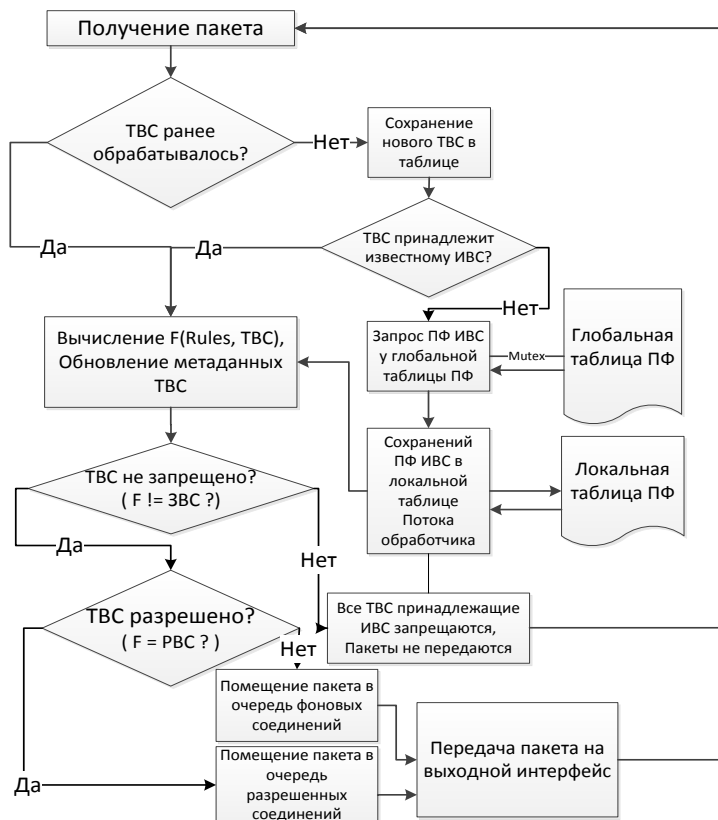 Получение пакета
ТВС ранее
обрабатывалось?
Нет
Сохранение
нового ТВС в
таблице
Да
Да
ТВС принадлежит
известному ИВС?
Нет
Вычисление F(Rules, ТВС),
Обновление метаданных
ТВС
Запрос ПФ ИВС
у глобальной
таблицы ПФ
Mutex
Глобальная
таблица ПФ
Сохранений
ПФ ИВС в
локальной
таблице
Потока
обработчика
Локальная
таблица ПФ
ТВС не запрещено?
( F != ЗВС ?)
Да
Нет
ТВС разрешено?
( F = РВС ? )
Нет
Все ТВС принадлежащие
ИВС запрещаются,
Пакеты не передаются
Помещение пакета в
очередь фоновых
соединений
Передача пакета на
выходной интерфейс
Да
Помещение пакета в
очередь
разрешенных
соединений